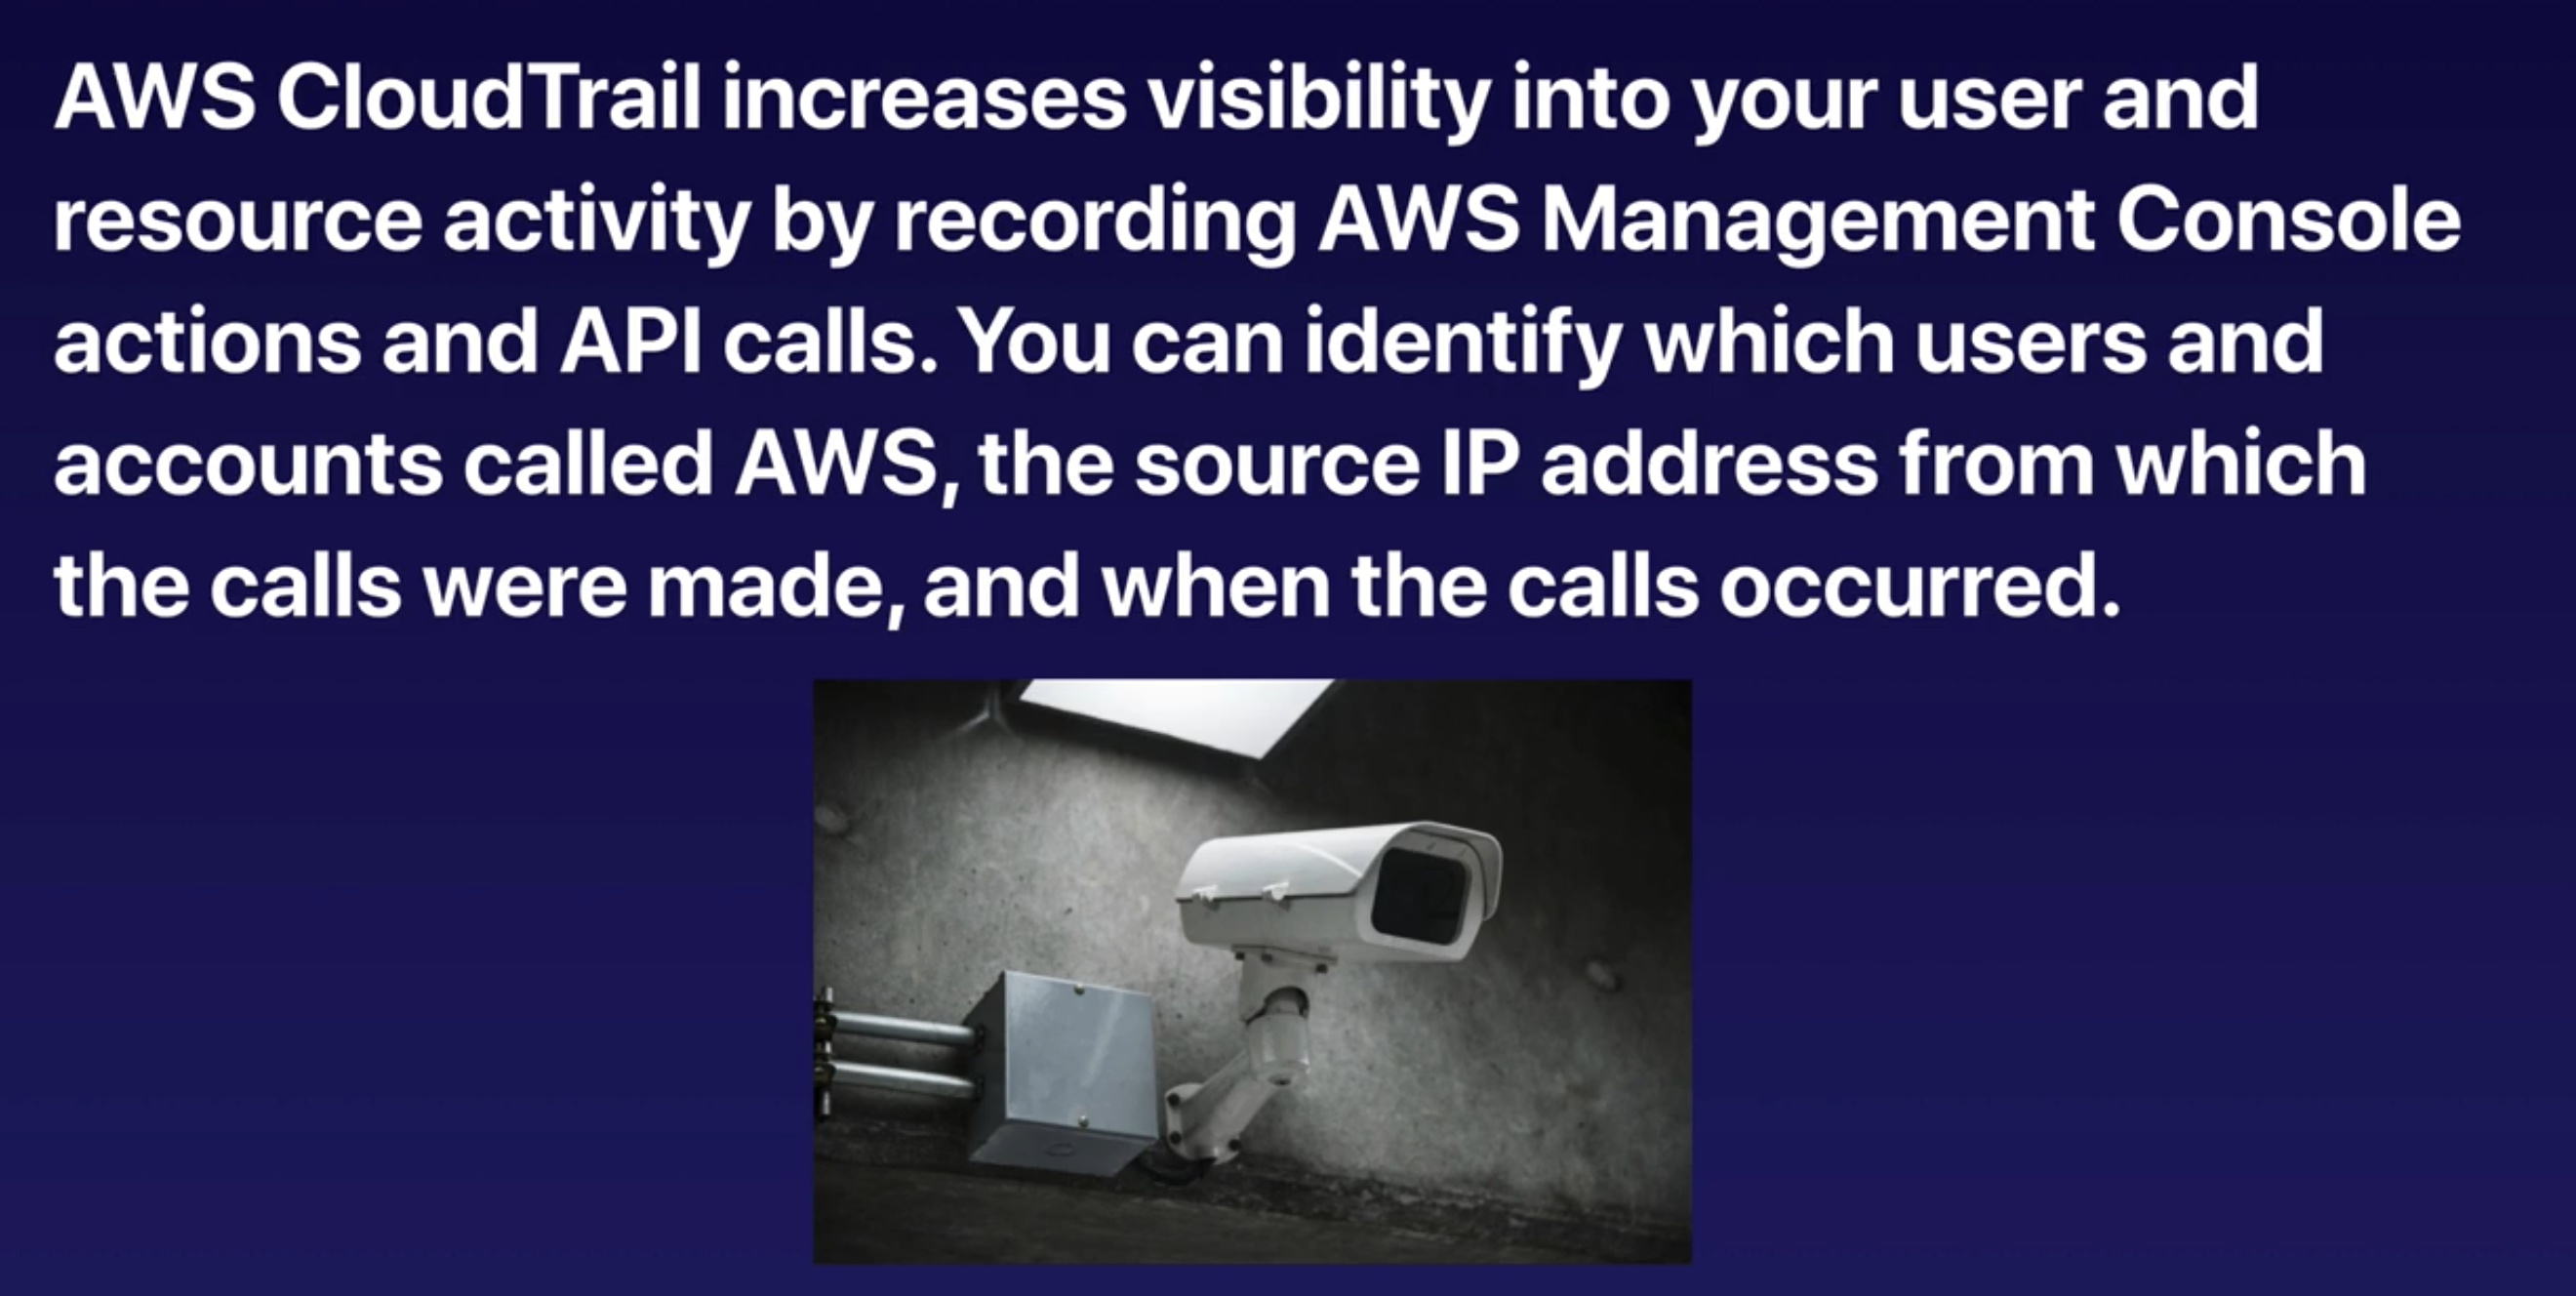 AWS CloudTrail increases visibility into your user and
resource activity by recording AWS Management Console
actions and API calls. You can identify which users and
accounts called AWS, the source IP address from which
the calls were made, and when the calls occurred.